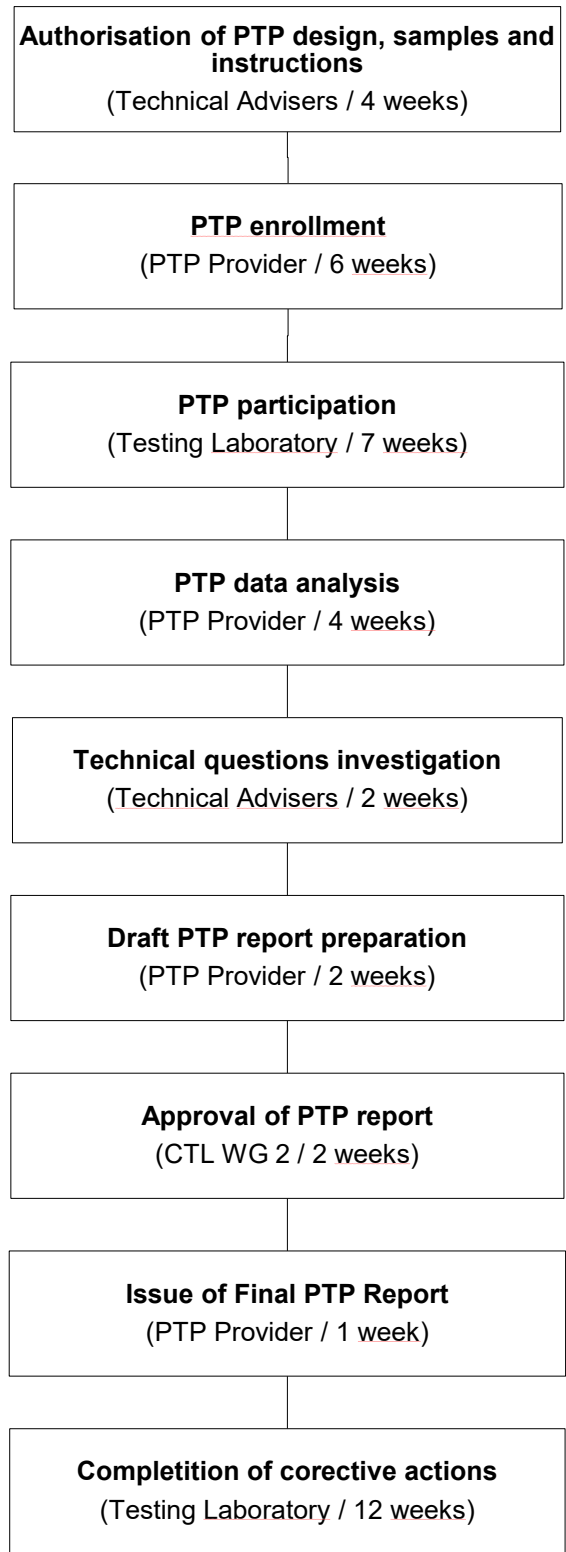 Authorisation of PTP design, samples and
instructions
(Technical Advisers / 4 weeks)
PTP enrollment
(PTP Provider / 6 weeks)
PTP participation
(Testing Laboratory / 7 weeks)
PTP data analysis
(PTP Provider / 4 weeks)
Technical questions investigation
(Technical Advisers / 2 weeks)
Draft PTP report preparation
(PTP Provider / 2 weeks)
Approval of PTP report
(CTL WG 2 / 2 weeks)
Issue of Final PTP Report
(PTP Provider / 1 week)
Completition of corective actions
(Testing Laboratory / 12 weeks)